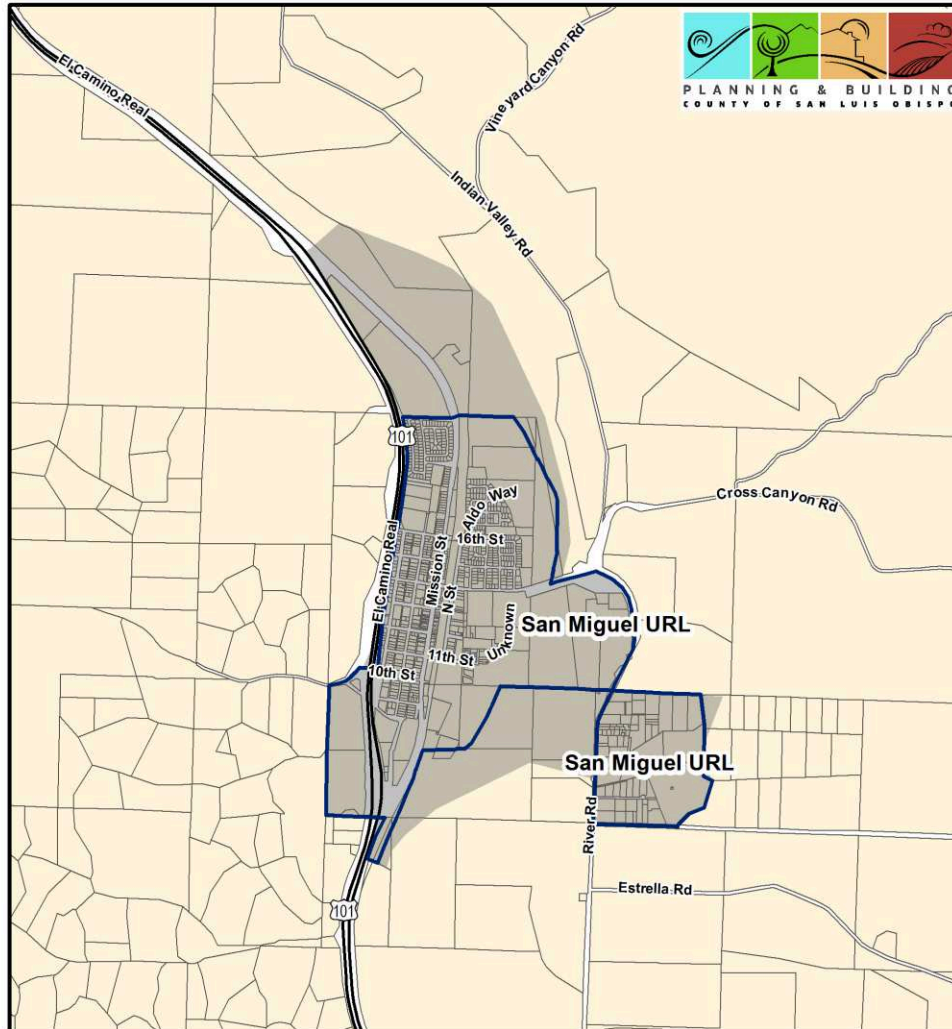 PLANNING & BUILDING
COUNTY OF SAN LUIS OBISPO
El Camino Real
Vineyard Canyon Rd
Indian Valley Rd
101
Cross Canyon Rd
Aldo Way
16th St
Mission St
N St
El Camino Real
Unknown
San Miguel URL
11th St
10th St
San Miguel URL
River Rd
Estrella Rd
101